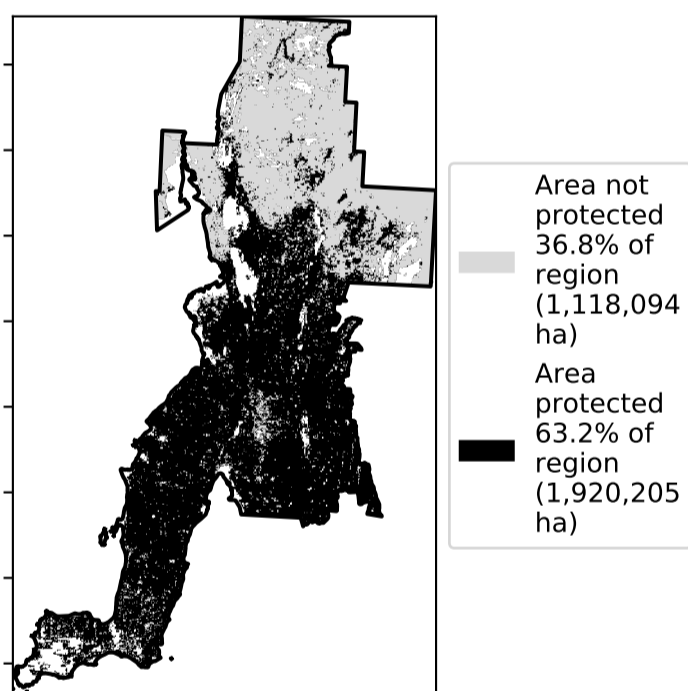 Area not
protected
36.8% of
region
(1,118,094
ha)
Area
protected
63.2% of
region
(1,920,205
ha)